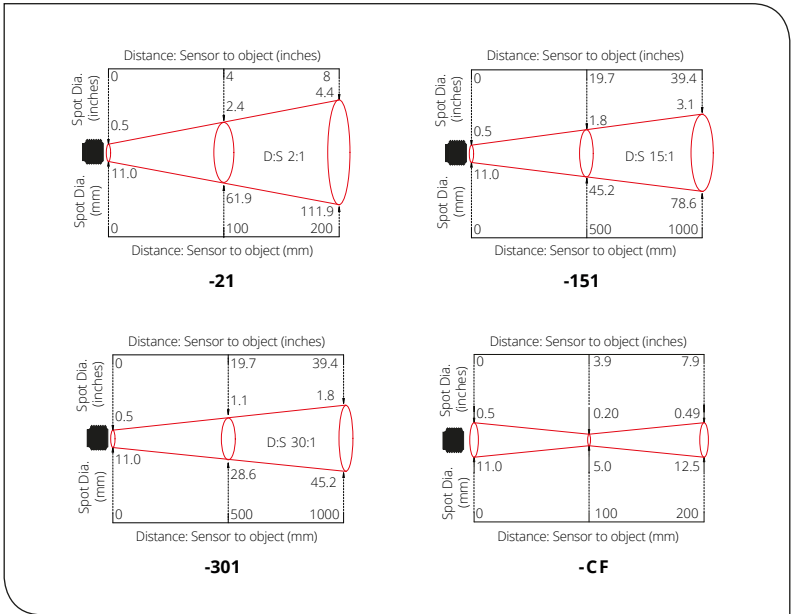 Distance: Sensor to object (inches)
Spot Dia.
(inches)
0
4
8
0.5
2.4
4.4
D:S 2:1
Spot Dia.
(mm)
11.0
61.9
111.9
0
100
200
Distance: Sensor to object (mm)
-21
Distance: Sensor to object (inches)
Spot Dia.
(inches)
0
19.7
39.4
0.5
1.8
3.1
D:S 15:1
Spot Dia.
(mm)
11.0
45.2
78.6
0
500
1000
Distance: Sensor to object (mm)
-151
Distance: Sensor to object (inches)
Spot Dia.
(inches)
0
19.7
39.4
0.5
1.1
1.8
D:S 30:1
Spot Dia.
(mm)
11.0
28.6
45.2
0
500
1000
Distance: Sensor to object (mm)
-301
Distance: Sensor to object (inches)
Spot Dia.
(inches)
0
3.9
7.9
0.5
0.20
0.49
Spot Dia.
(mm)
11.0
5.0
12.5
0
100
200
Distance: Sensor to object (mm)
-CF